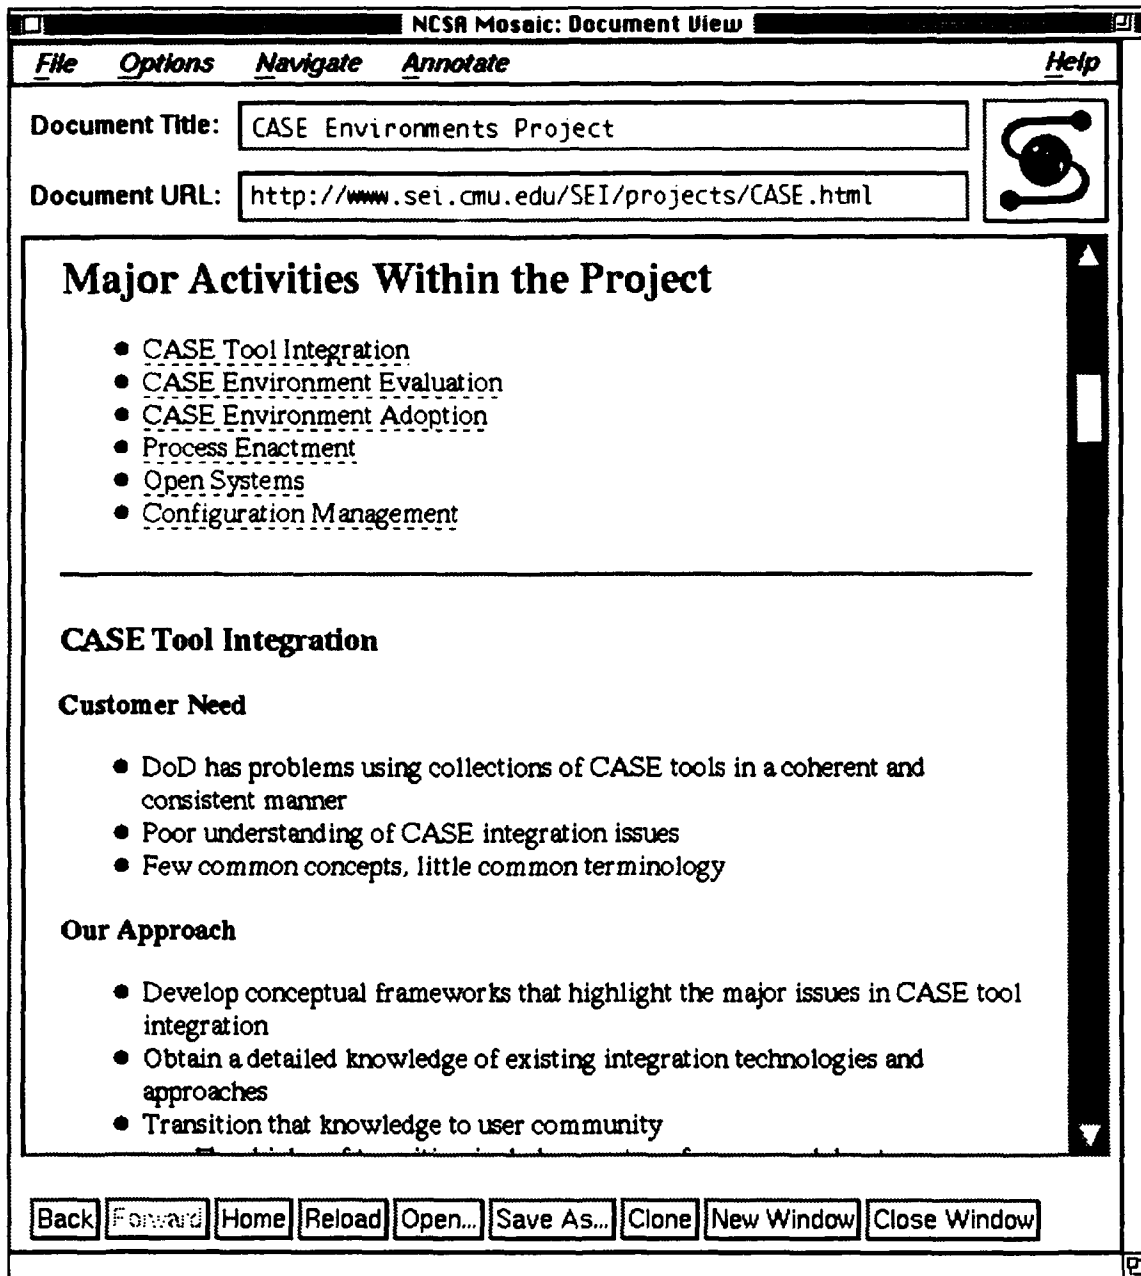 NCSA Mosaic: Document View
File Options Navigate Annotate Help
Document Title: CASE Environments Project
Document URL: http://www.sei.cmu.edu/SEI/projects/CASE.html
Major Activities Within the Project
CASE Tool Integration
CASE Environment Evaluation
CASE Environment Adoption
Process Enactment
Open Systems
Configuration Management
CASE Tool Integration
Customer Need
DoD has problems using collections of CASE tools in a coherent and
consistent manner
Poor understanding of CASE integration issues
Few common concepts, little common terminology
Our Approach
Develop conceptual frameworks that highlight the major issues in CASE tool
integration
Obtain a detailed knowledge of existing integration technologies and
approaches
Transition that knowledge to user community
Back Forward Home Reload Open... Save As... Clone New Window Close Window